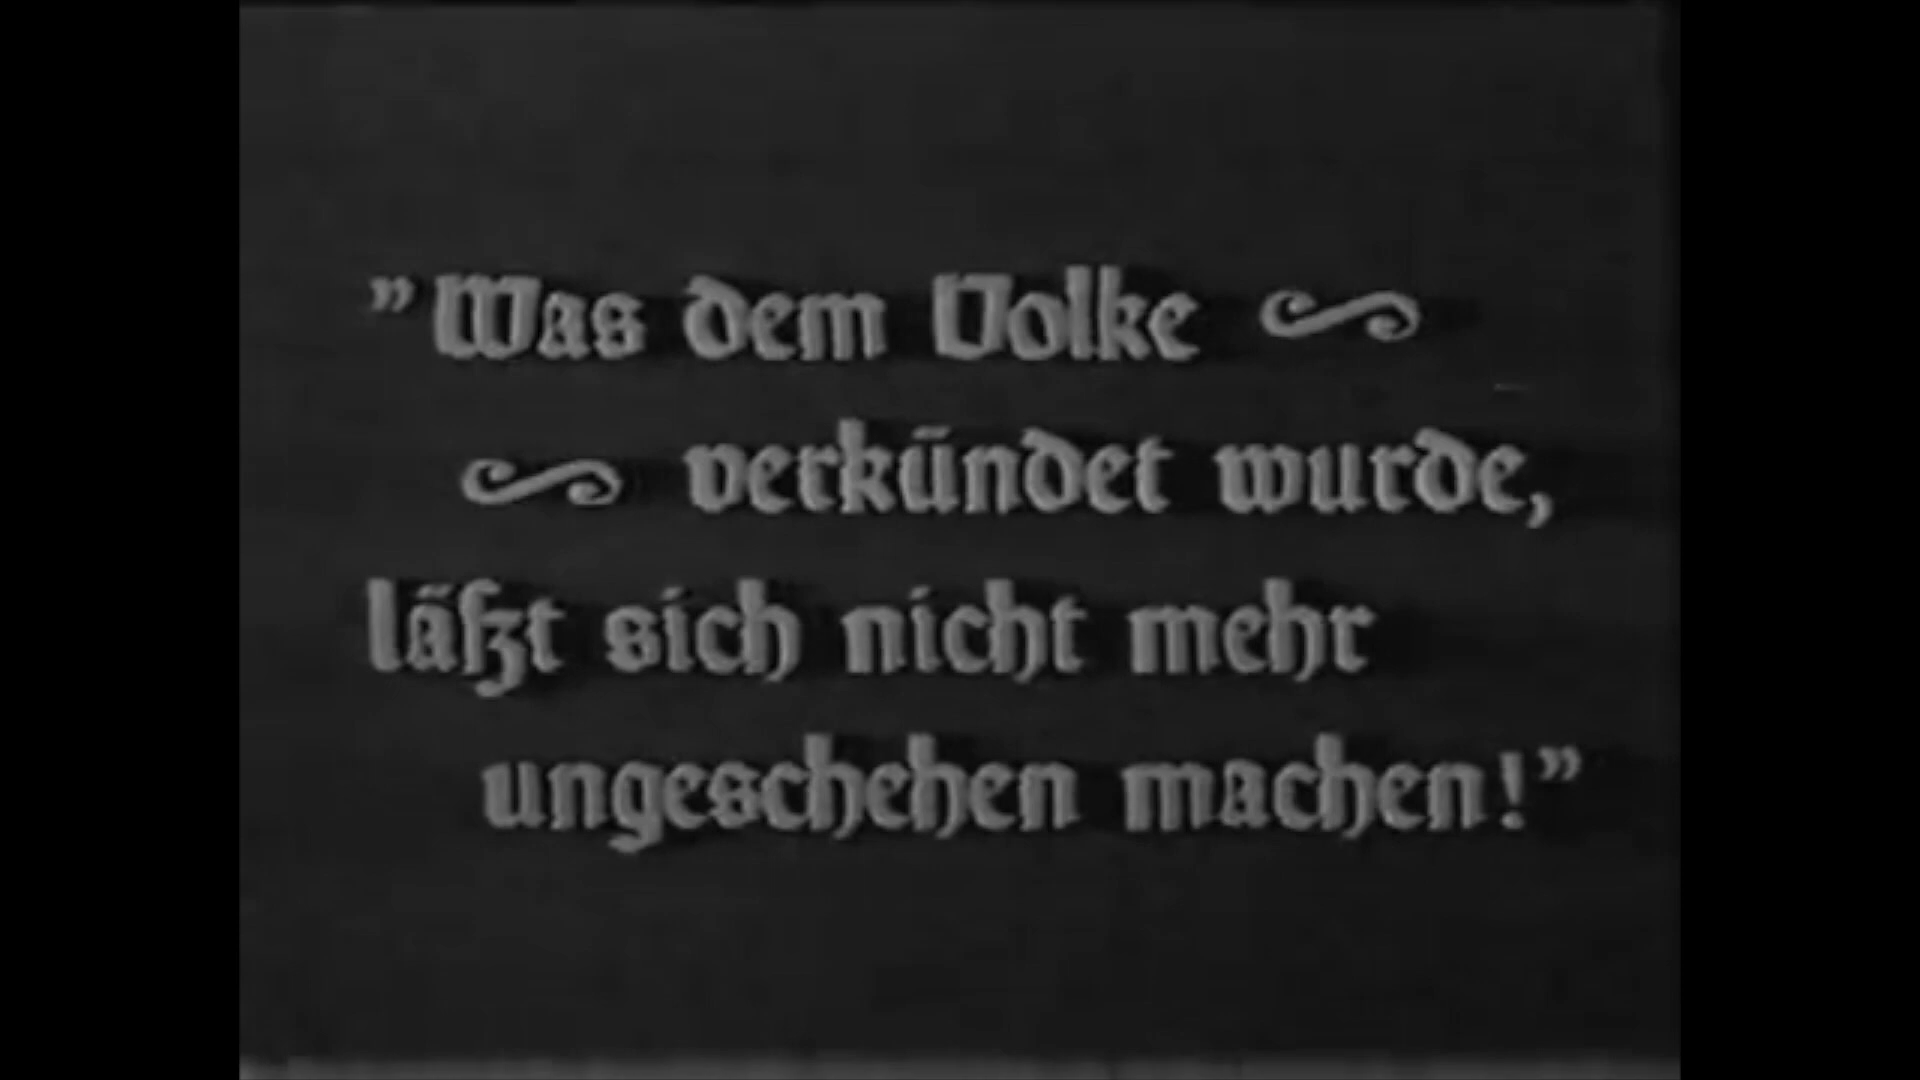 "Was dem Volke
verkündet wurde,
läßt sich nicht mehr
ungeschehen machen!"